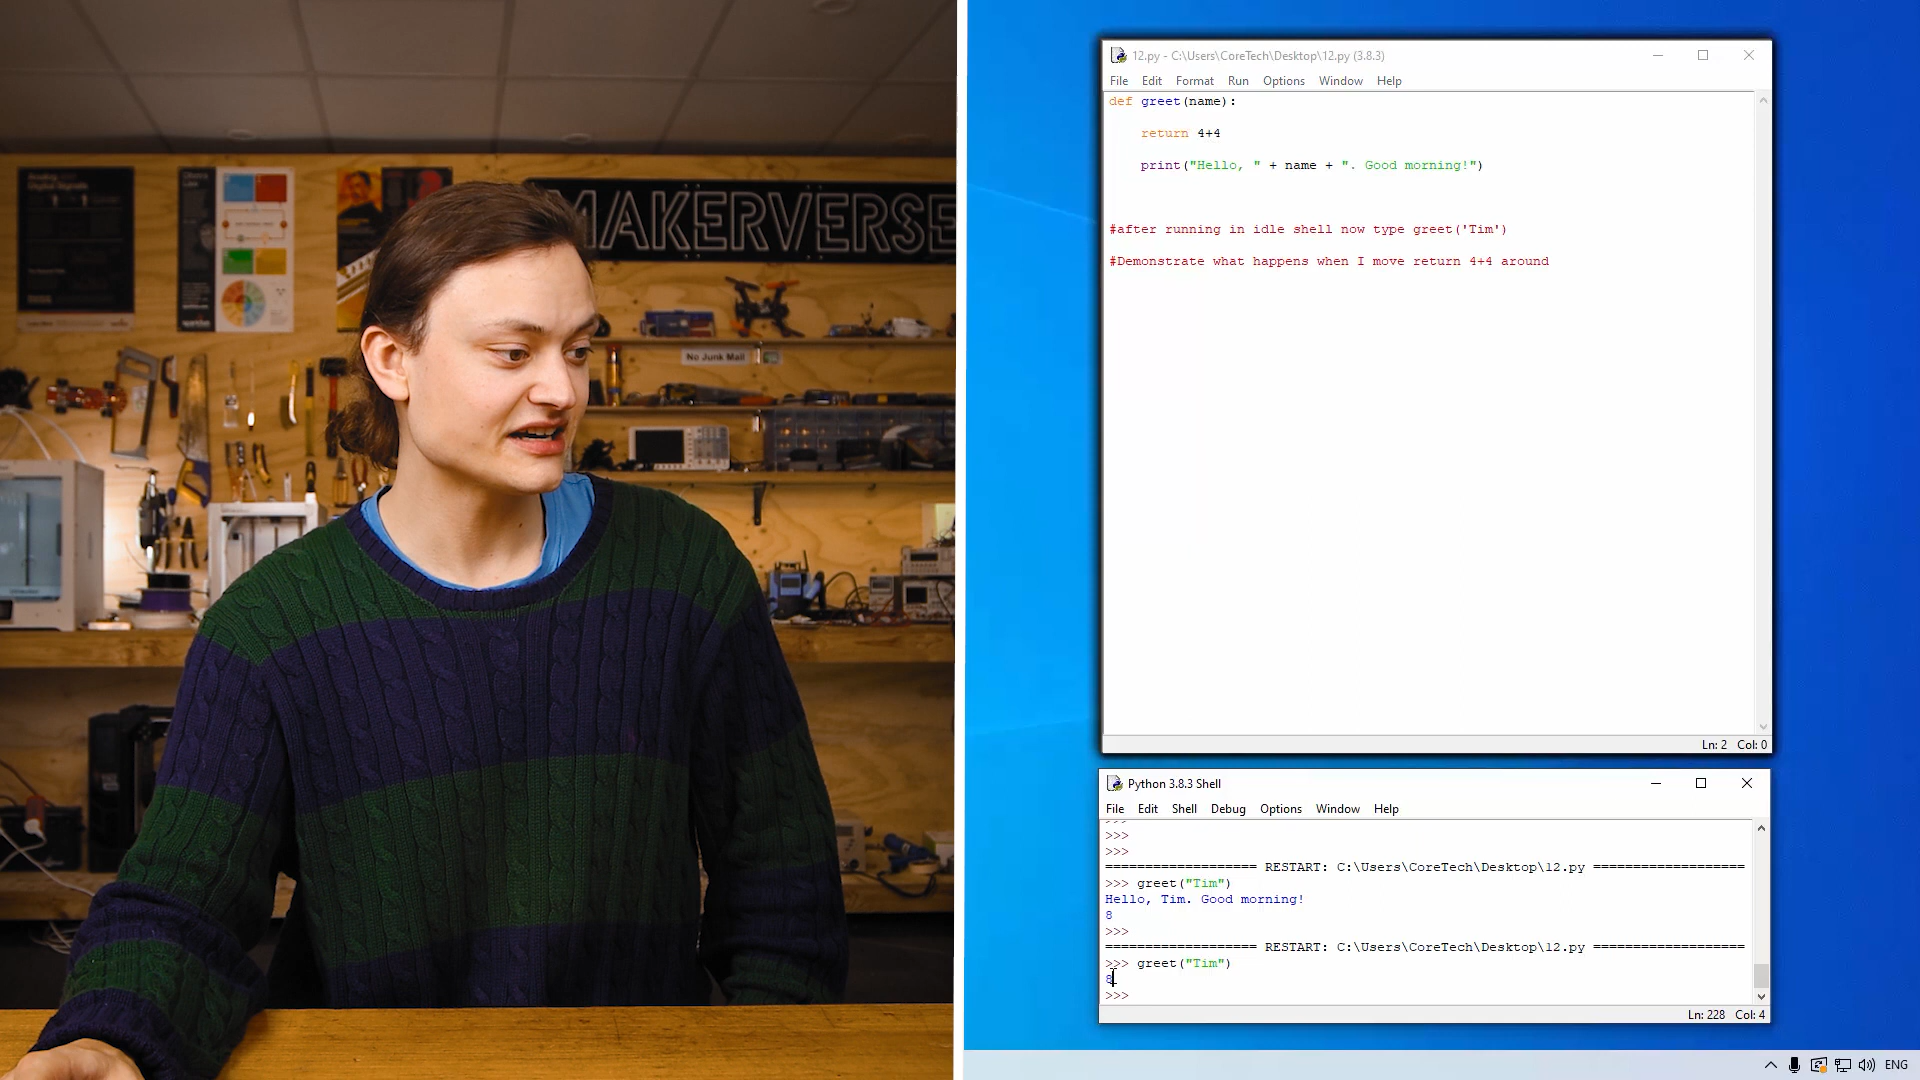 MAKERVERSE
No Junk Mail
12.py - C:\Users\CoreTech\Desktop\12.py (3.8.3)
File Edit Format Run Options Window Help
def greet(name):
return 4+4
print("Hello, " + name + ". Good morning!")
#after running in idle shell now type greet('Tim')
#Demonstrate what happens when I move return 4+4 around
Ln: 2 Col: 0
Python 3.8.3 Shell
File Edit Shell Debug Options Window Help
>>>
>>>
=================== RESTART: C:\Users\CoreTech\Desktop\12.py ===================
>>> greet("Tim")
Hello, Tim. Good morning!
8
>>>
=================== RESTART: C:\Users\CoreTech\Desktop\12.py ===================
>>> greet("Tim")
8
>>>
Ln: 228 Col: 4
ENG